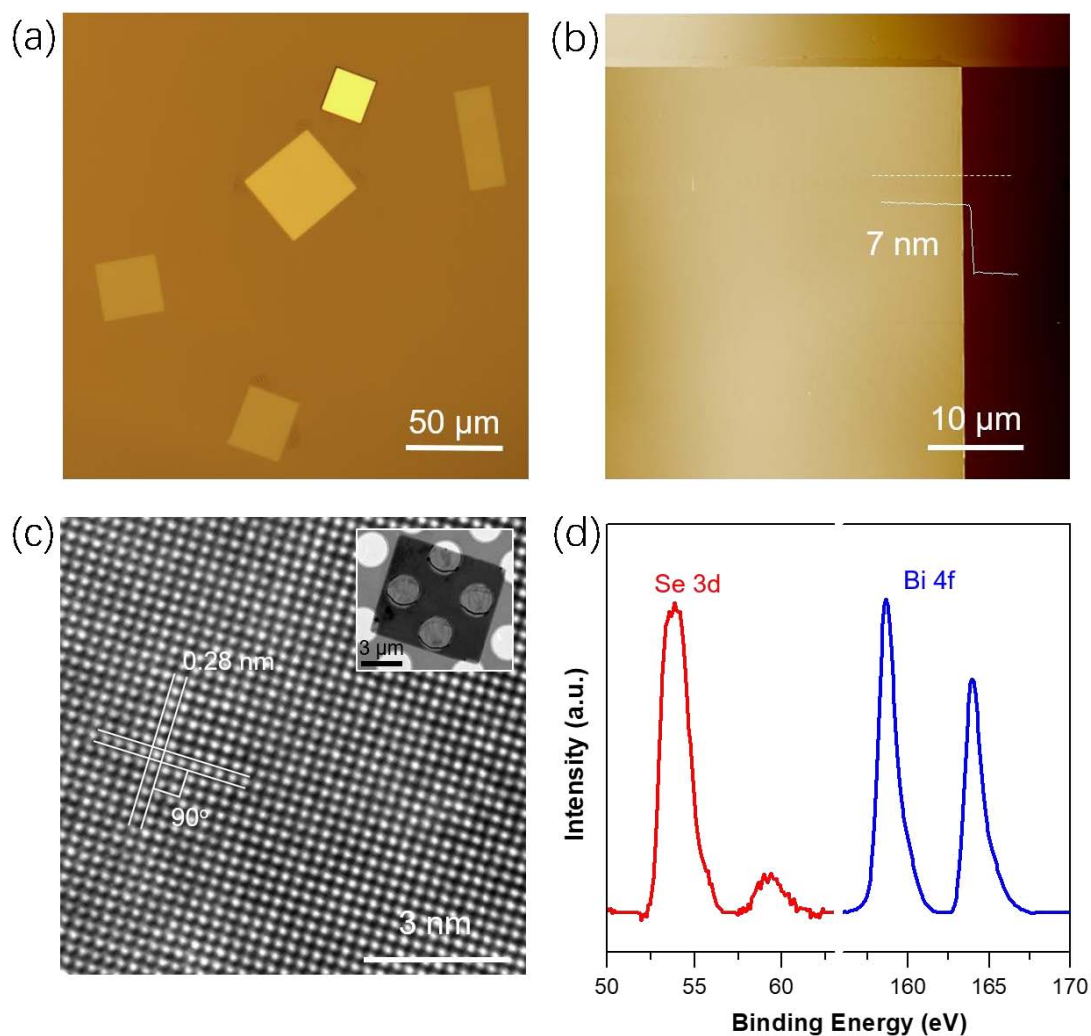 (a)
50 μm
(b)
7 nm
10 μm
(c)
0.28 nm
90°
3 μm
3 nm
(d)
Se 3d
Bi 4f
Intensity (a.u.)
50 55 60 160 165 170
Binding Energy (eV)